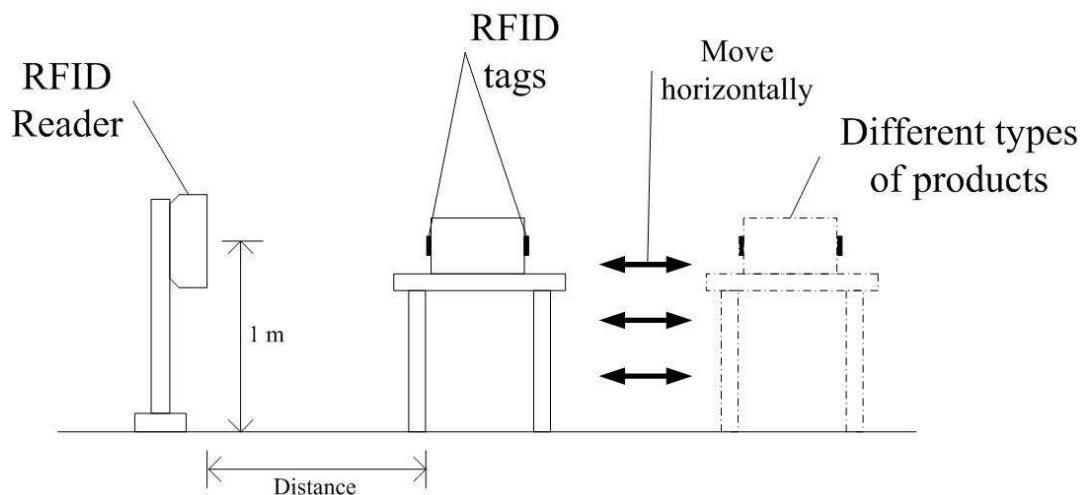 RFID
Reader
RFID
tags
Move
horizontally
Different types
of products
1 m
Distance